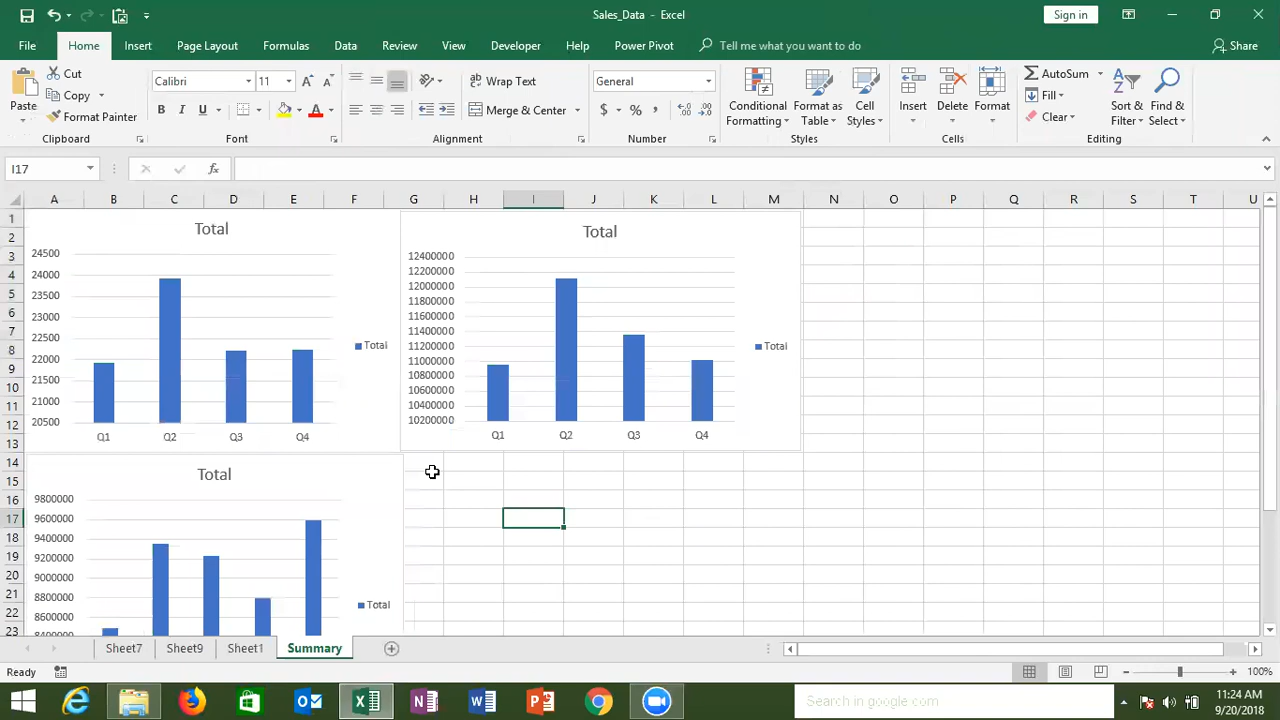 Sales_Data - Excel
Sign in
File Home Insert Page Layout Formulas Data Review View Developer Help Power Pivot Tell me what you want to do Share
Paste Cut Copy Format Painter
Calibri 11
B I U A
Wrap Text
Merge & Center
General
$ % ,
Conditional Formatting
Format as Table
Cell Styles
Insert
Delete
Format
AutoSum
Fill
Clear
Sort & Filter
Find & Select
Clipboard Font Alignment Number Styles Cells Editing
I17 fx
A B C D E F G H I J K L M N O P Q R S T U
1
2
3
4
5
6
7
8
9
10
11
12
13
14
15
16
17
18
19
20
21
22
23
Total
24500
24000
23500
23000
22500
22000
21500
21000
20500
Q1 Q2 Q3 Q4
Total
Total
12400000
12200000
12000000
11800000
11600000
11400000
11200000
11000000
10800000
10600000
10400000
10200000
Q1 Q2 Q3 Q4
Total
Total
9800000
9600000
9400000
9200000
9000000
8800000
8600000
Total
Sheet7 Sheet9 Sheet1 Summary
Ready
100%
Search in google.com
11:24 AM
9/20/2018